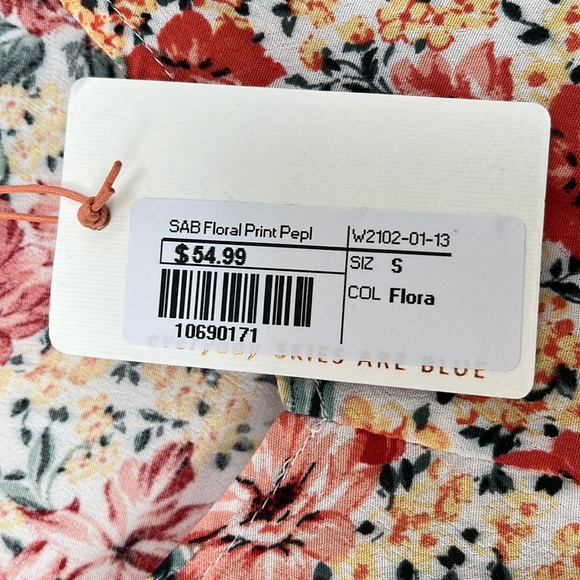 SAB Floral Print Pepl
W2102-01-13
$54.99
SIZ S
COL Flora
10690171
SKIES ARE BLUE